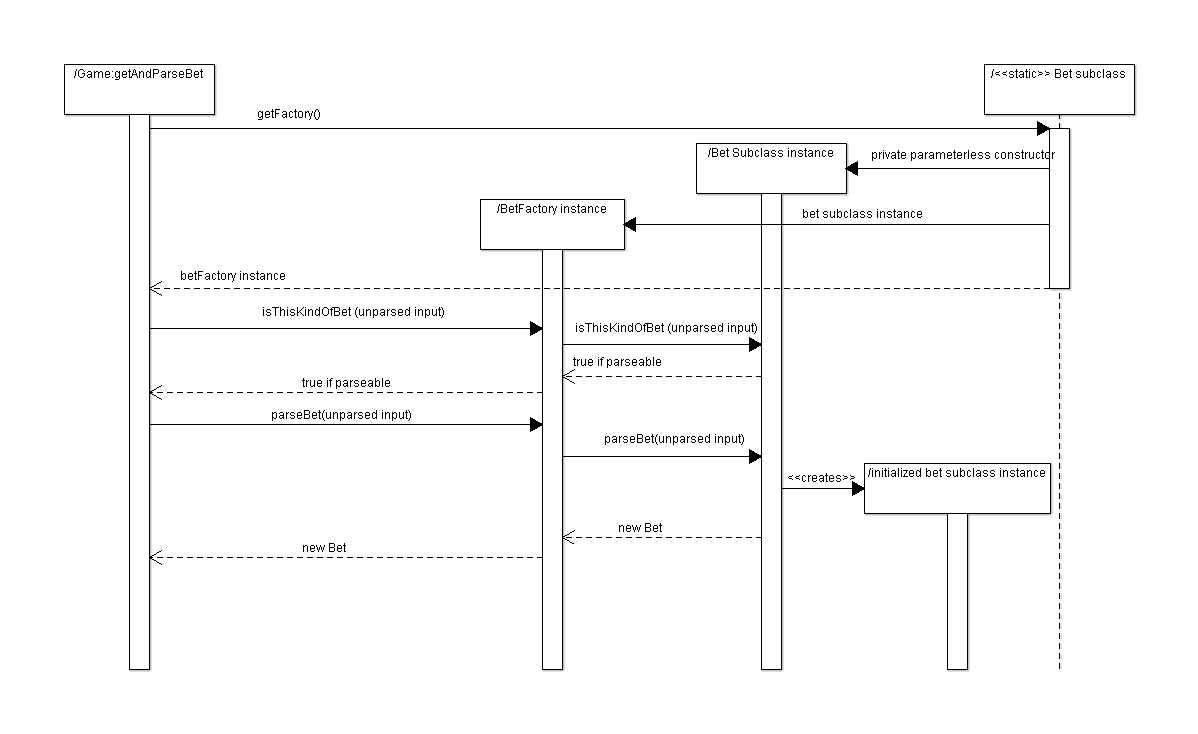 /Game:getAndParseBet
/<<static>> Bet subclass
getFactory()
/Bet Subclass instance
private parameterless constructor
/BetFactory instance
bet subclass instance
betFactory instance
isThisKindOfBet (unparsed input)
isThisKindOfBet (unparsed input)
true if parseable
true if parseable
parseBet(unparsed input)
parseBet(unparsed input)
<<creates>>
/initialized bet subclass instance
new Bet
new Bet